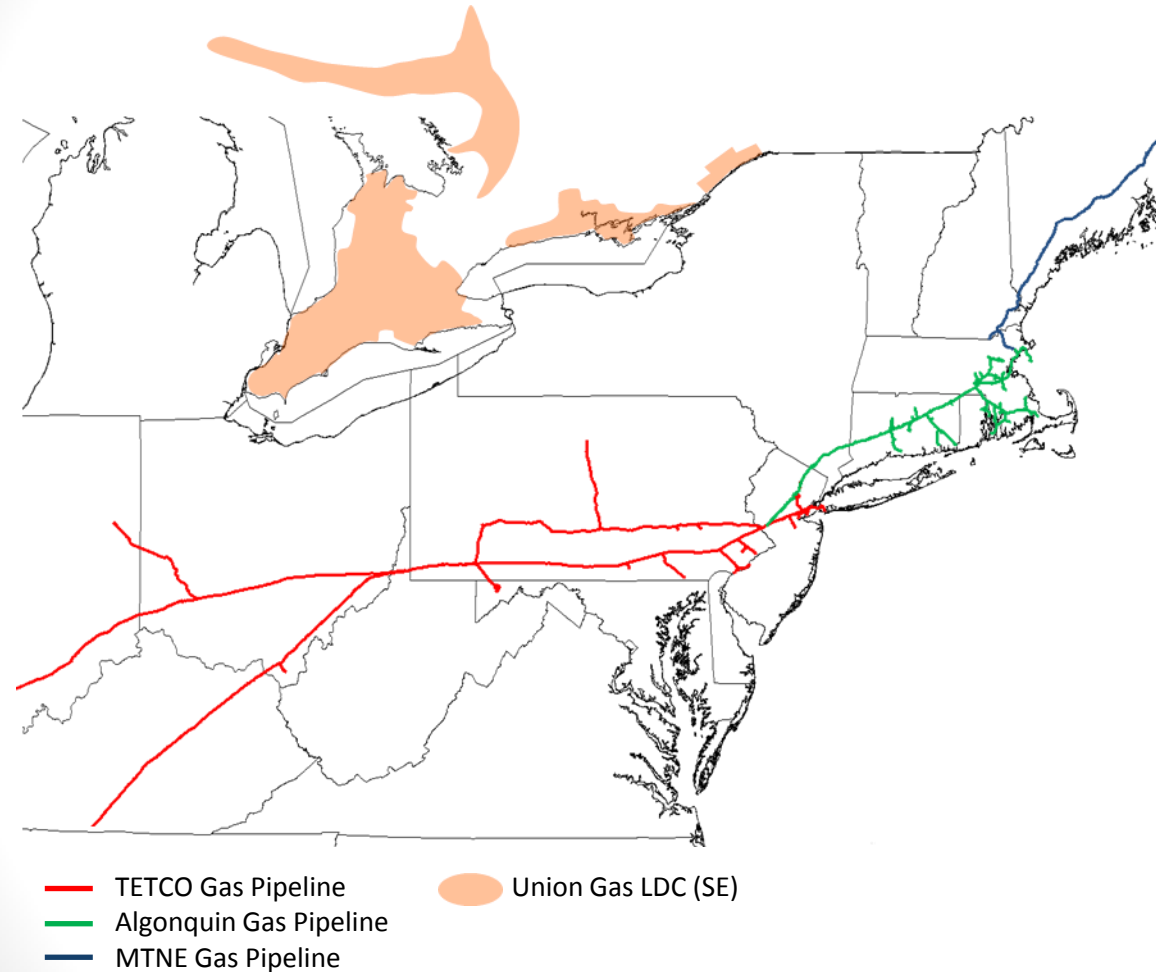 TETCO Gas Pipeline
Union Gas LDC (SE)
Algonquin Gas Pipeline
MTNE Gas Pipeline